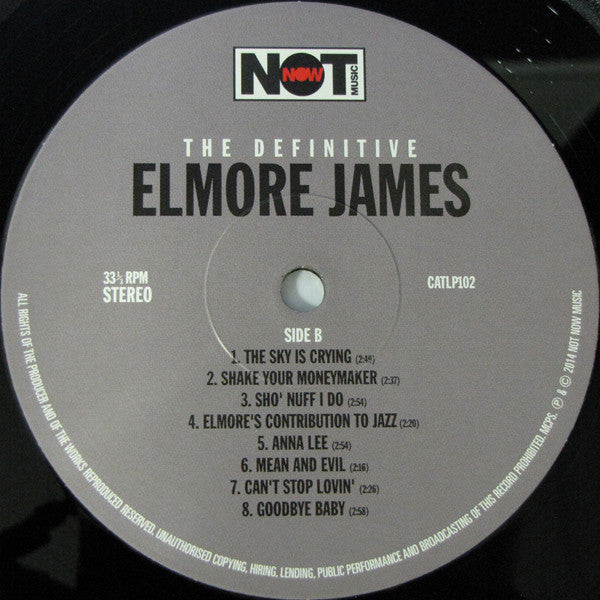 NOT NOW MUSIC
THE DEFINITIVE
ELMORE JAMES
33⅓ RPM
STEREO
CATLP102
SIDE B
1. THE SKY IS CRYING (2:49)
2. SHAKE YOUR MONEYMAKER (2:37)
3. SHO' NUFF I DO (2:54)
4. ELMORE'S CONTRIBUTION TO JAZZ (2:20)
5. ANNA LEE (2:54)
6. MEAN AND EVIL (2:16)
7. CAN'T STOP LOVIN' (2:26)
8. GOODBYE BABY (2:58)
ALL RIGHTS OF THE PRODUCER AND OF THE WORKS REPRODUCED RESERVED. UNAUTHORISED COPYING, HIRING, LENDING, PUBLIC PERFORMANCE AND BROADCASTING OF THIS RECORD PROHIBITED. MCPS. ℗ & © 2014 NOT NOW MUSIC